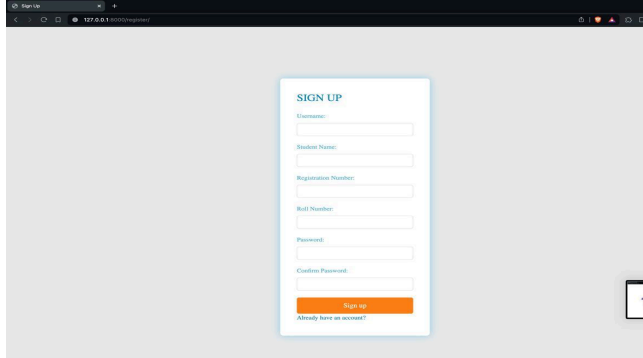 Sign Up
127.0.0.1:8000/register/
SIGN UP
Username:
Student Name:
Registration Number:
Roll Number:
Password:
Confirm Password:
Sign up
Already have an account?